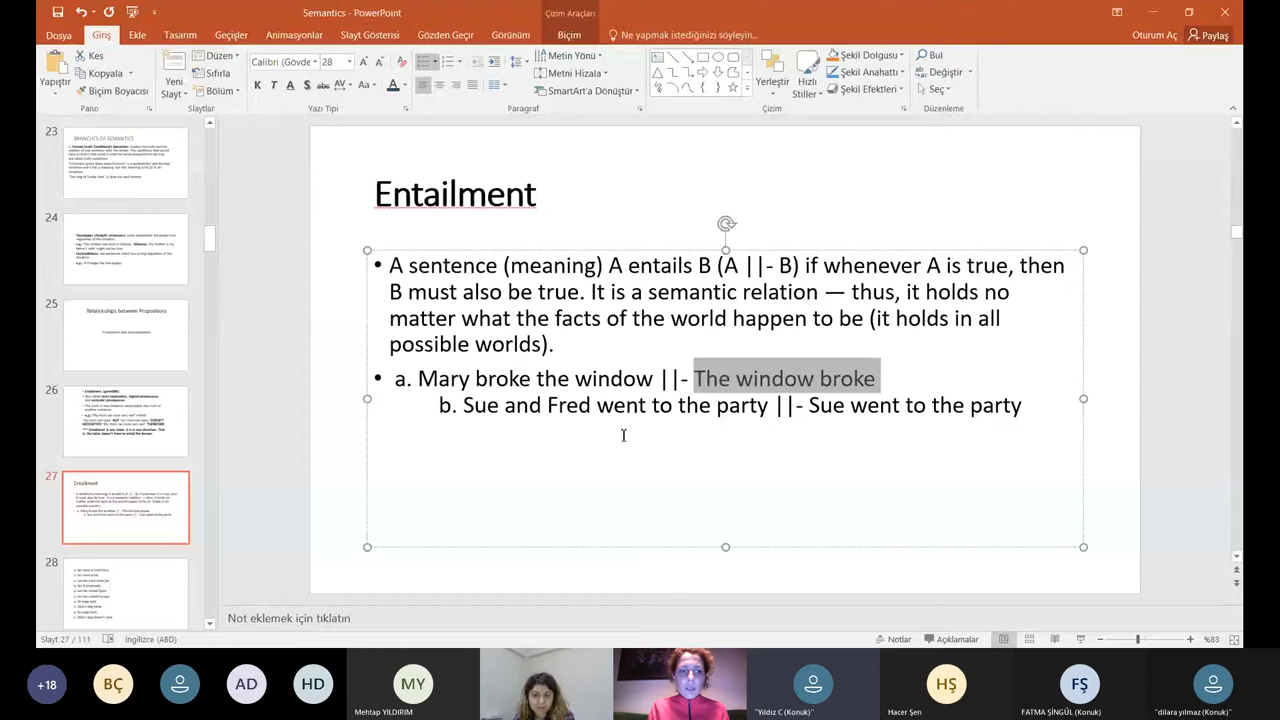 Semantics - PowerPoint
Çizim Araçları
Dosya Giriş Ekle Tasarım Geçişler Animasyonlar Slayt Gösterisi Gözden Geçir Görünüm Biçim Ne yapmak istediğinizi söyleyin... Oturum Aç Paylaş
Yapıştır
Kes
Kopyala
Biçim Boyacısı
Pano
Yeni Slayt
Düzen
Sıfırla
Bölüm
Slaytlar
Calibri (Gövde 28
K T A S abc AV Aa A
Yazı Tipi
Metin Yönü
Metni Hizala
SmartArt'a Dönüştür
Paragraf
Yerleştir
Hızlı Stiller
Şekil Dolgusu
Şekil Anahattı
Şekil Efektleri
Çizim
Bul
Değiştir
Seç
Düzenleme
23
BRANCHES OF SEMANTICS
24
25
Relationships between Propositions
26
27
Entailment
28
Entailment
• A sentence (meaning) A entails B (A ||- B) if whenever A is true, then
B must also be true. It is a semantic relation — thus, it holds no
matter what the facts of the world happen to be (it holds in all
possible worlds).
• a. Mary broke the window ||- The window broke
b. Sue and Fred went to the party ||- Sue went to the party
Not eklemek için tıklatın
Slayt 27 / 111 İngilizce (ABD) Notlar Açıklamalar %83
+18 BÇ AD HD MY HŞ FŞ
Mehtap YILDIRIM "Yıldız C (Konuk)" Hacer Şen FATMA ŞİNGÜL (Konuk) "dilara yılmaz (Konuk)